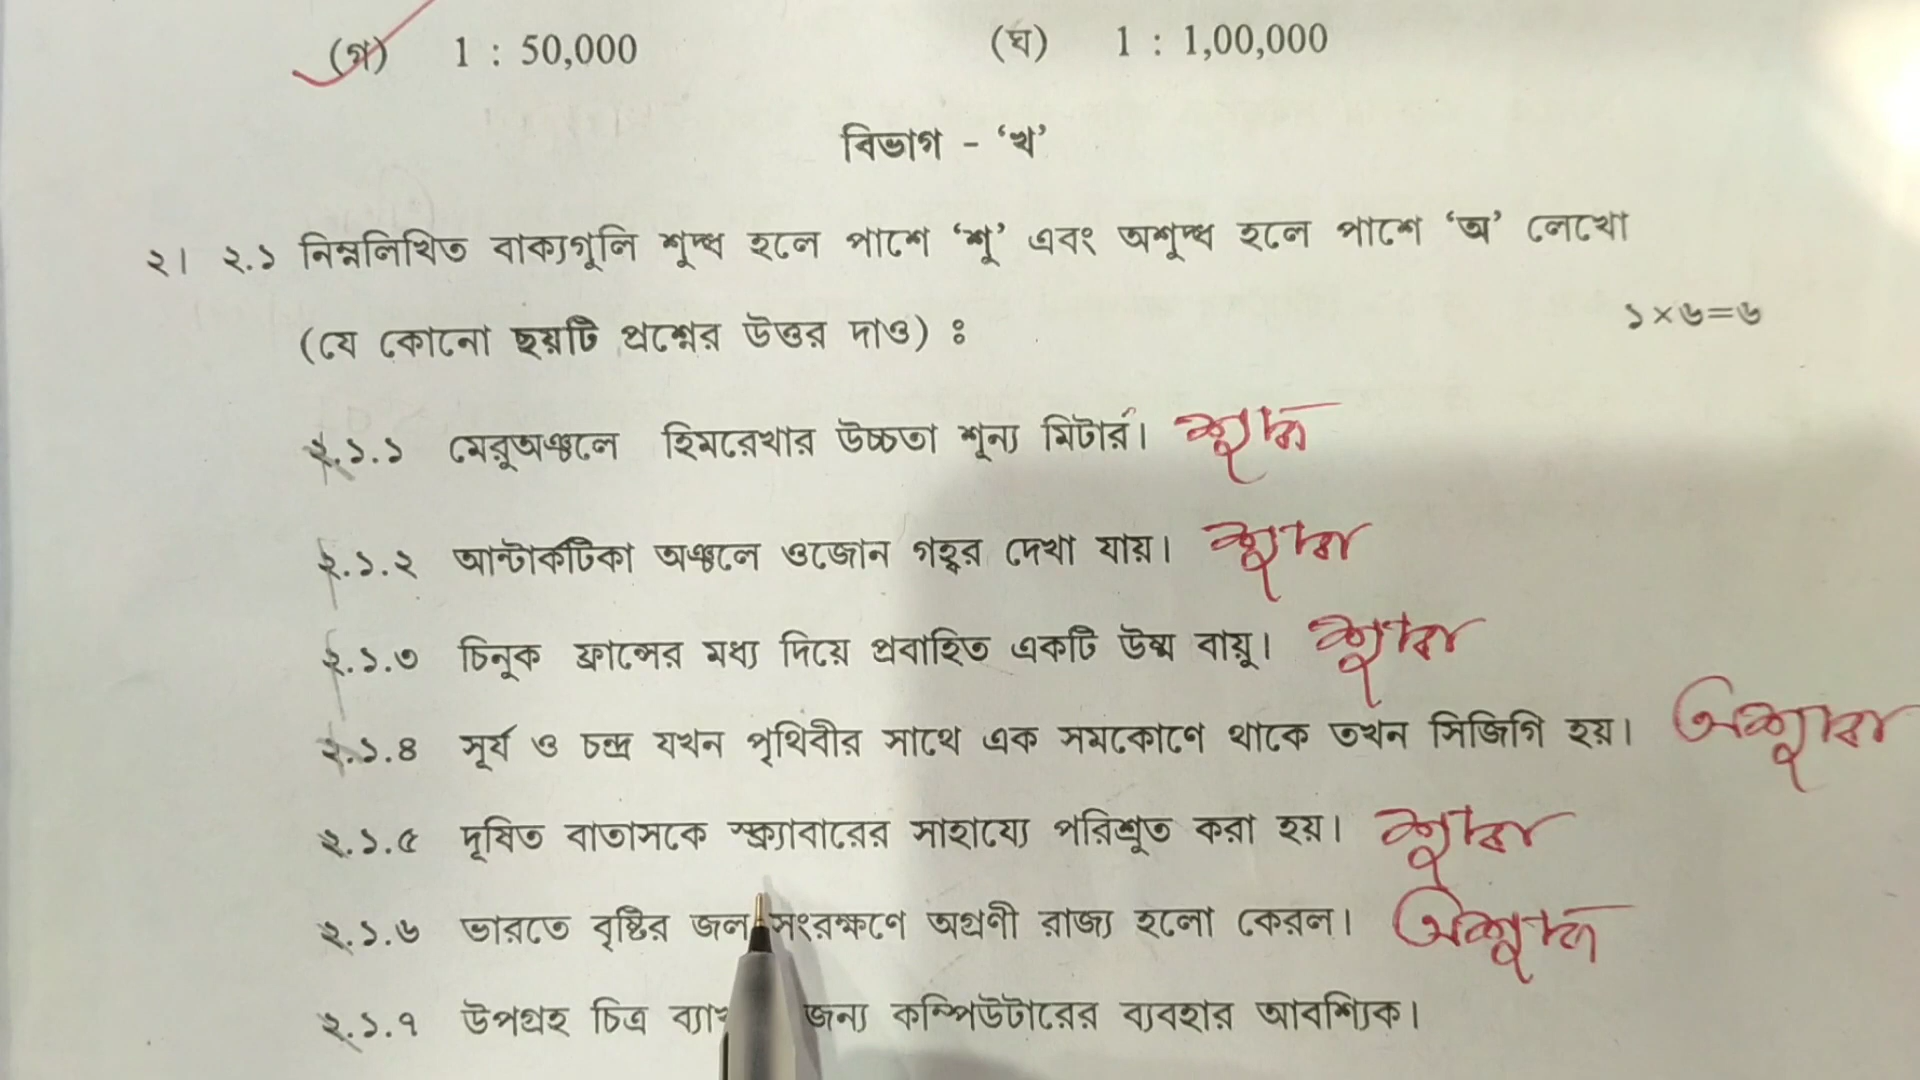 (গ) 1 : 50,000 (ঘ) 1 : 1,00,000
বিভাগ - ‘খ’
২। ২.১ নিম্নলিখিত বাক্যগুলি শুদ্ধ হলে পাশে ‘শু’ এবং অশুদ্ধ হলে পাশে ‘অ’ লেখো
(যে কোনো ছয়টি প্রশ্নের উত্তর দাও) ঃ ১×৬=৬
২.১.১ মেরুঅঞ্চলে হিমরেখার উচ্চতা শূন্য মিটার। শুদ্ধ
২.১.২ আন্টার্কটিকা অঞ্চলে ওজোন গহ্বর দেখা যায়। শুদ্ধ
২.১.৩ চিনুক ফ্রান্সের মধ্য দিয়ে প্রবাহিত একটি উষ্ম বায়ু। শুদ্ধ
২.১.৪ সূর্য ও চন্দ্র যখন পৃথিবীর সাথে এক সমকোণে থাকে তখন সিজিগি হয়। অশুদ্ধ
২.১.৫ দূষিত বাতাসকে স্ক্র্যাবারের সাহায্যে পরিশ্রুত করা হয়। শুদ্ধ
২.১.৬ ভারতে বৃষ্টির জল সংরক্ষণে অগ্রণী রাজ্য হলো কেরল। অশুদ্ধ
২.১.৭ উপগ্রহ চিত্র জন্য কম্পিউটারের ব্যবহার আবশ্যিক।